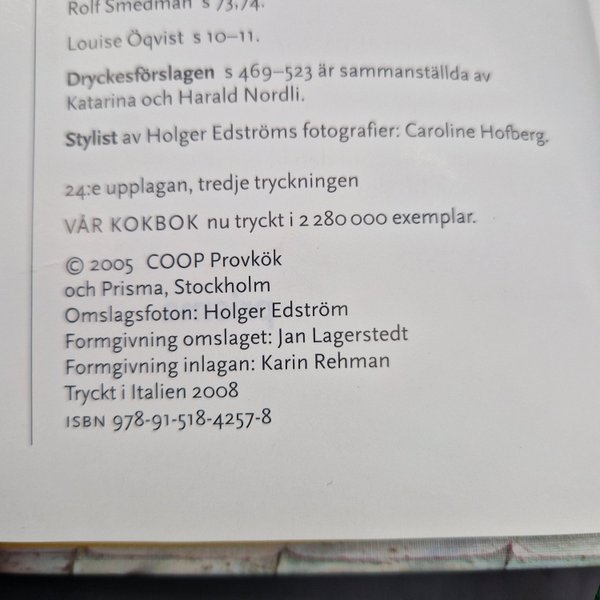 Rolf Smedman s 73,74.
Louise Öqvist s 10–11.
Dryckesförslagen s 469–523 är sammanställda av
Katarina och Harald Nordli.
Stylist av Holger Edströms fotografier: Caroline Hofberg.
24:e upplagan, tredje tryckningen
VÅR KOKBOK nu tryckt i 2 280 000 exemplar.
© 2005 COOP Provkök
och Prisma, Stockholm
Omslagsfoton: Holger Edström
Formgivning omslaget: Jan Lagerstedt
Formgivning inlagan: Karin Rehman
Tryckt i Italien 2008
ISBN 978-91-518-4257-8